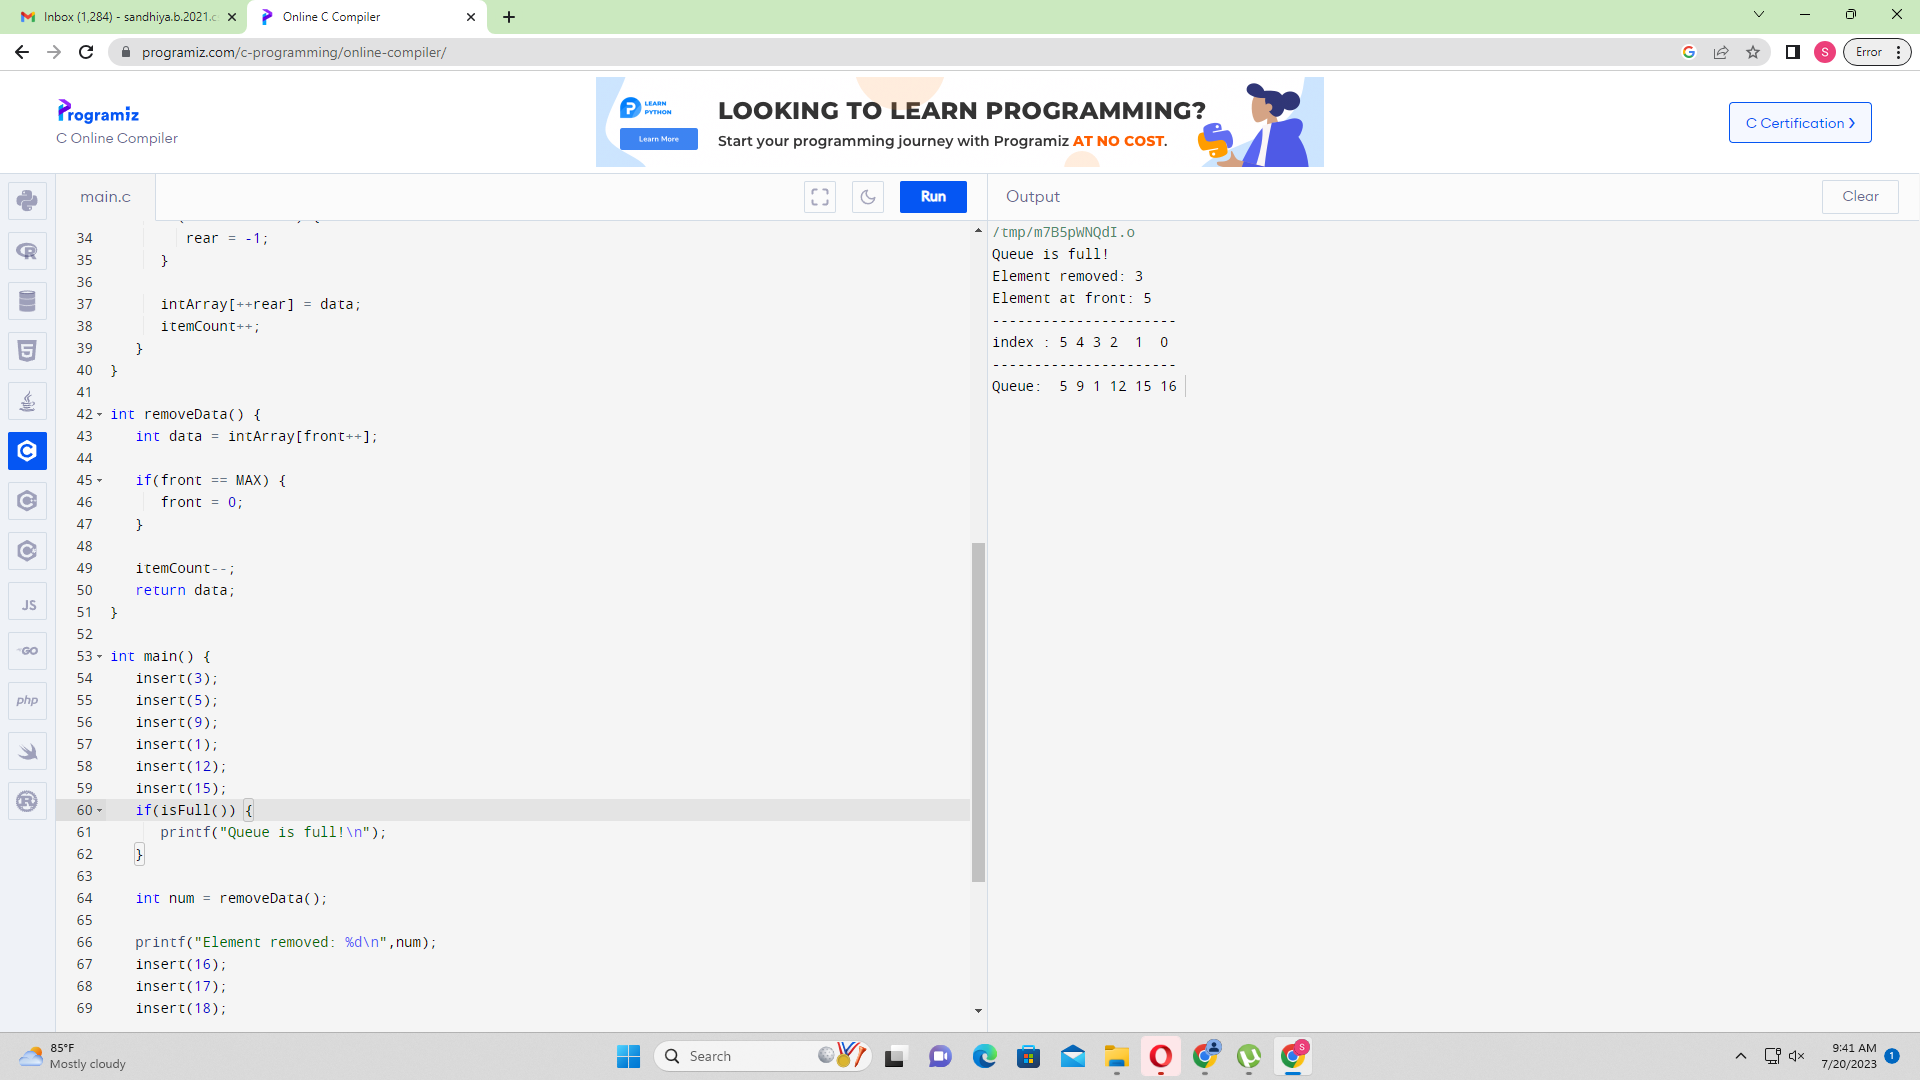 Inbox (1,284) - sandhiya.b.2021.c
Online C Compiler
programiz.com/c-programming/online-compiler/
S
Error
Programiz
C Online Compiler
LEARN
PYTHON
Learn More
LOOKING TO LEARN PROGRAMMING?
Start your programming journey with Programiz AT NO COST.
C Certification
main.c
Run
Output
Clear
34 rear = -1;
35 }
36
37 intArray[++rear] = data;
38 itemCount++;
39 }
40 }
41
42 int removeData() {
43 int data = intArray[front++];
44
45 if(front == MAX) {
46 front = 0;
47 }
48
49 itemCount--;
50 return data;
51 }
52
53 int main() {
54 insert(3);
55 insert(5);
56 insert(9);
57 insert(1);
58 insert(12);
59 insert(15);
60 if(isFull()) {
61 printf("Queue is full!\n");
62 }
63
64 int num = removeData();
65
66 printf("Element removed: %d\n",num);
67 insert(16);
68 insert(17);
69 insert(18);
/tmp/m7B5pWNQdI.o
Queue is full!
Element removed: 3
Element at front: 5
----------------------
index : 5 4 3 2  1  0
----------------------
Queue:  5 9 1 12 15 16
JS
GO
php
85°F
Mostly cloudy
Search
S
9:41 AM
7/20/2023
1